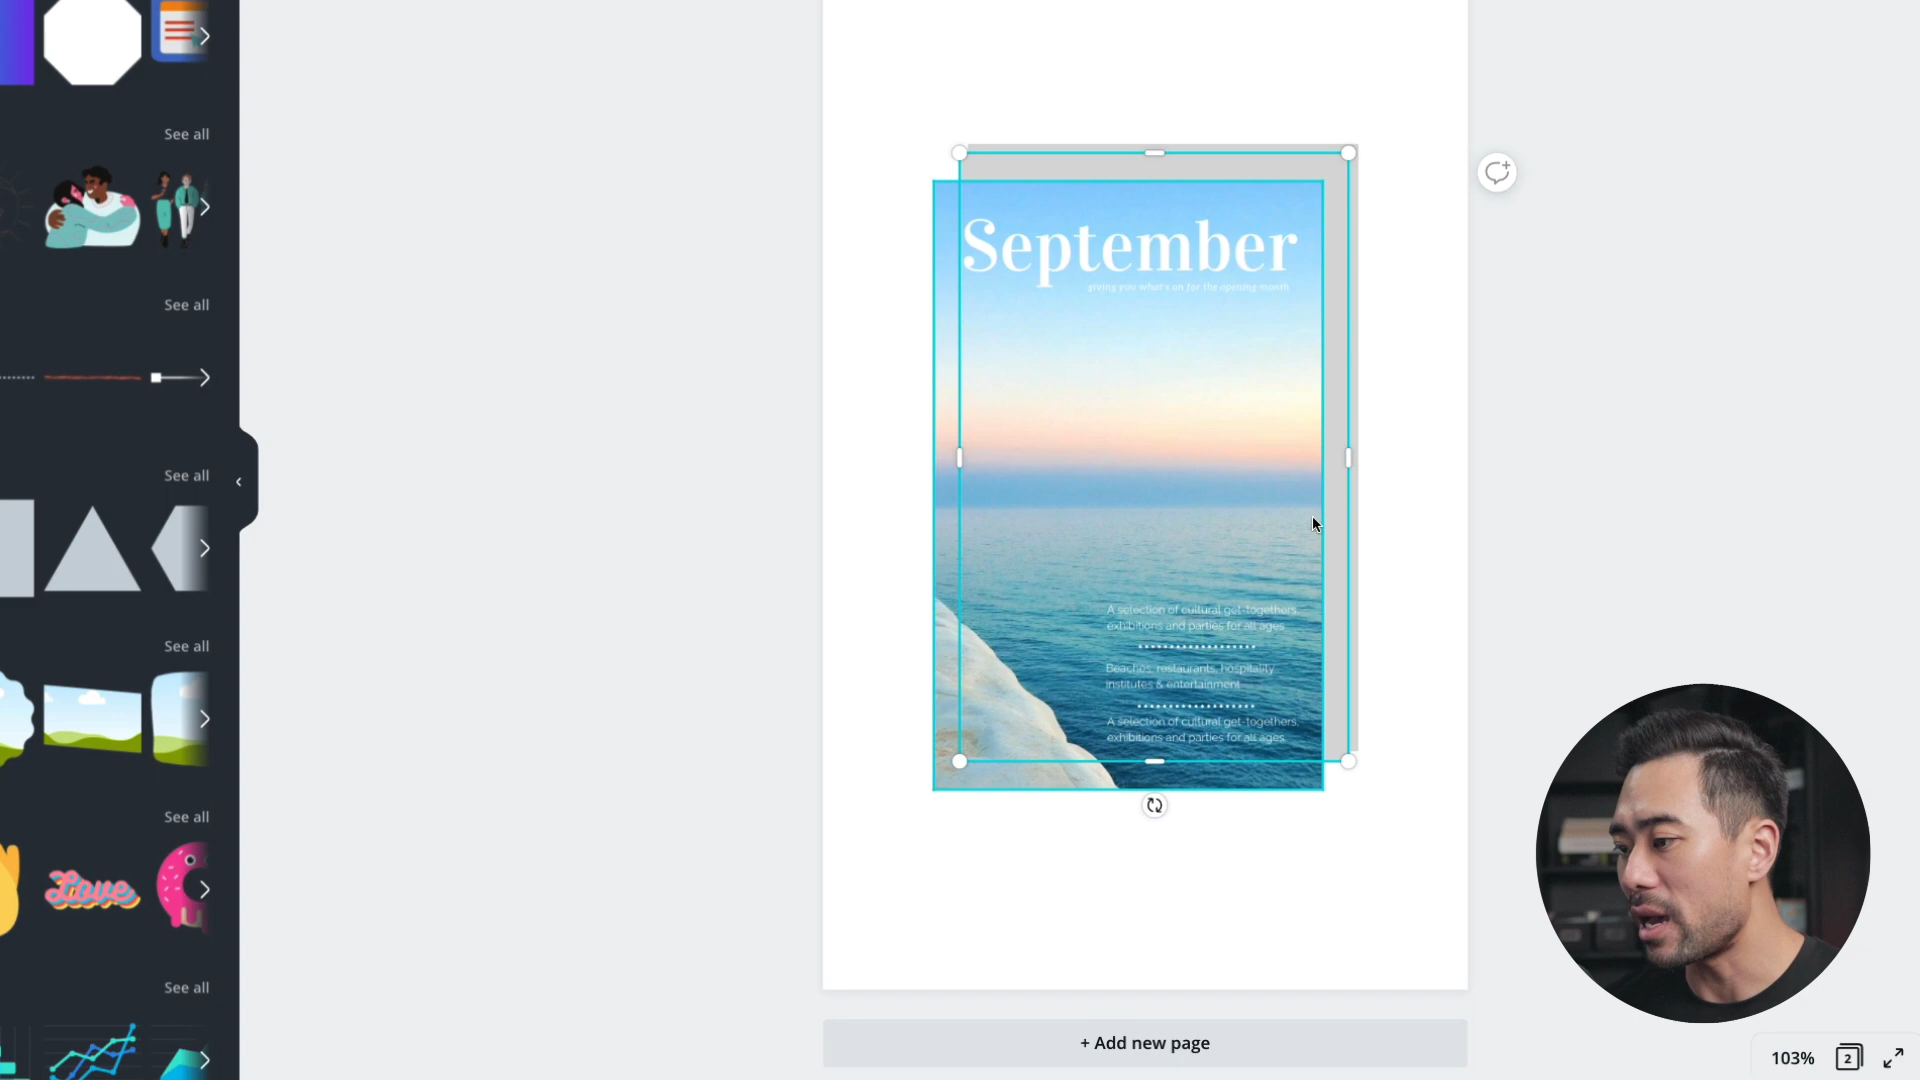 See all
See all
See all
See all
See all
See all
Love
September
giving you what's on for the opening month
A selection of cultural get-togethers,
exhibitions and parties for all ages
Beaches, restaurants, hospitality
institutes & entertainment
A selection of cultural get-togethers,
exhibitions and parties for all ages
+ Add new page
103%
2